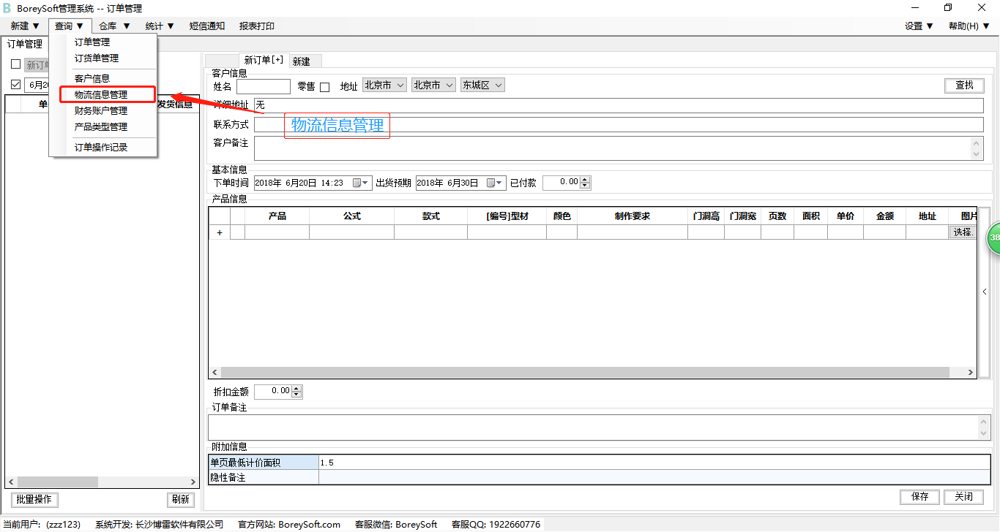 BoreySoft管理系统 -- 订单管理
新建 ▼ 查询 ▼ 仓库 ▼ 统计 ▼ 短信通知 报表打印 设置 ▼ 帮助(H) ▼
订单管理
订单管理
订货单管理
客户信息
物流信息管理
财务账户管理
产品类型管理
订单操作记录
新订单
6月20
单 发货信息
批量操作 刷新
新订单[+] 新建
客户信息
姓名 零售 地址 北京市 北京市 东城区 查找
详细地址 无
联系方式
物流信息管理
客户备注
基本信息
下单时间 2018年 6月20日 14:23 出货预期 2018年 6月30日 已付款 0.00
产品信息
产品 公式 款式 [编号]型材 颜色 制作要求 门洞高 门洞宽 页数 面积 单价 金额 地址 图片
+ 选择.
38
折扣金额 0.00
订单备注
附加信息
单页最低计价面积 1.5
隐性备注
保存 关闭
当前用户: (zzz123) 系统开发: 长沙博雷软件有限公司 官方网站: BoreySoft.com 客服微信: BoreySoft 客服QQ: 1922660776